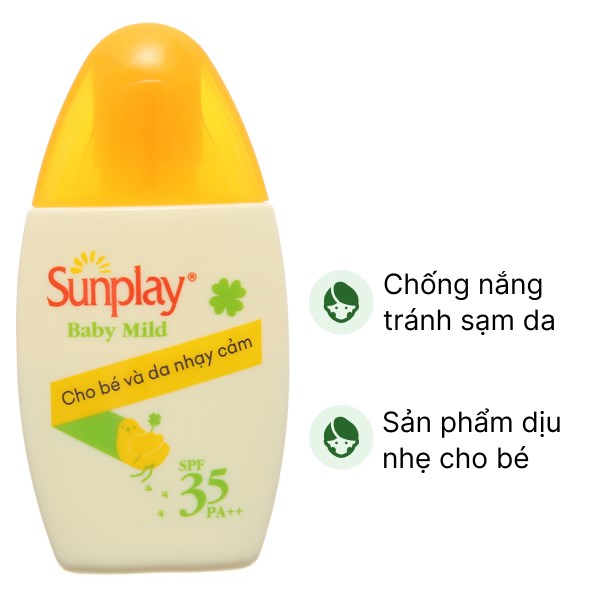 Sunplay®
Baby Mild
Cho bé và da nhạy cảm
SPF
35
PA++
Chống nắng
tránh sạm da
Sản phẩm dịu
nhẹ cho bé